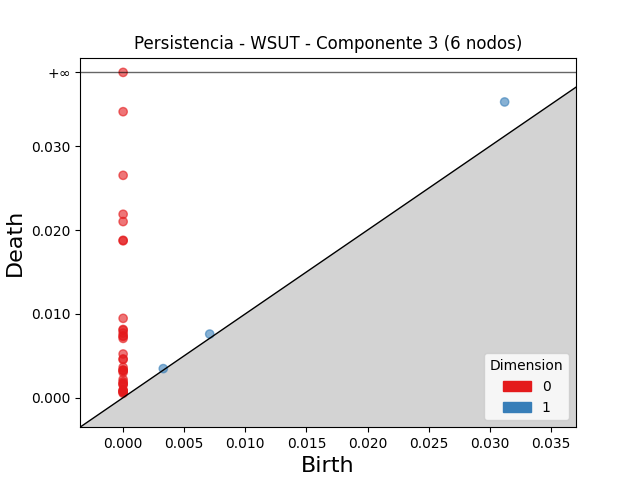 Persistencia - WSUT - Componente 3 (6 nodos)
+∞
0.030
0.020
0.010
0.000
Death
0.000 0.005 0.010 0.015 0.020 0.025 0.030 0.035
Birth
Dimension
0
1